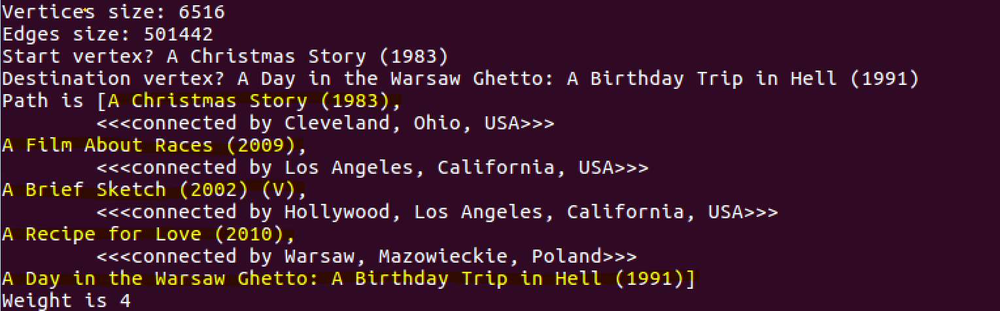 Vertices size: 6516
Edges size: 501442
Start vertex? A Christmas Story (1983)
Destination vertex? A Day in the Warsaw Ghetto: A Birthday Trip in Hell (1991)
Path is [A Christmas Story (1983),
<<<connected by Cleveland, Ohio, USA>>>
A Film About Races (2009),
<<<connected by Los Angeles, California, USA>>>
A Brief Sketch (2002) (V),
<<<connected by Hollywood, Los Angeles, California, USA>>>
A Recipe for Love (2010),
<<<connected by Warsaw, Mazowieckie, Poland>>>
A Day in the Warsaw Ghetto: A Birthday Trip in Hell (1991)]
Weight is 4